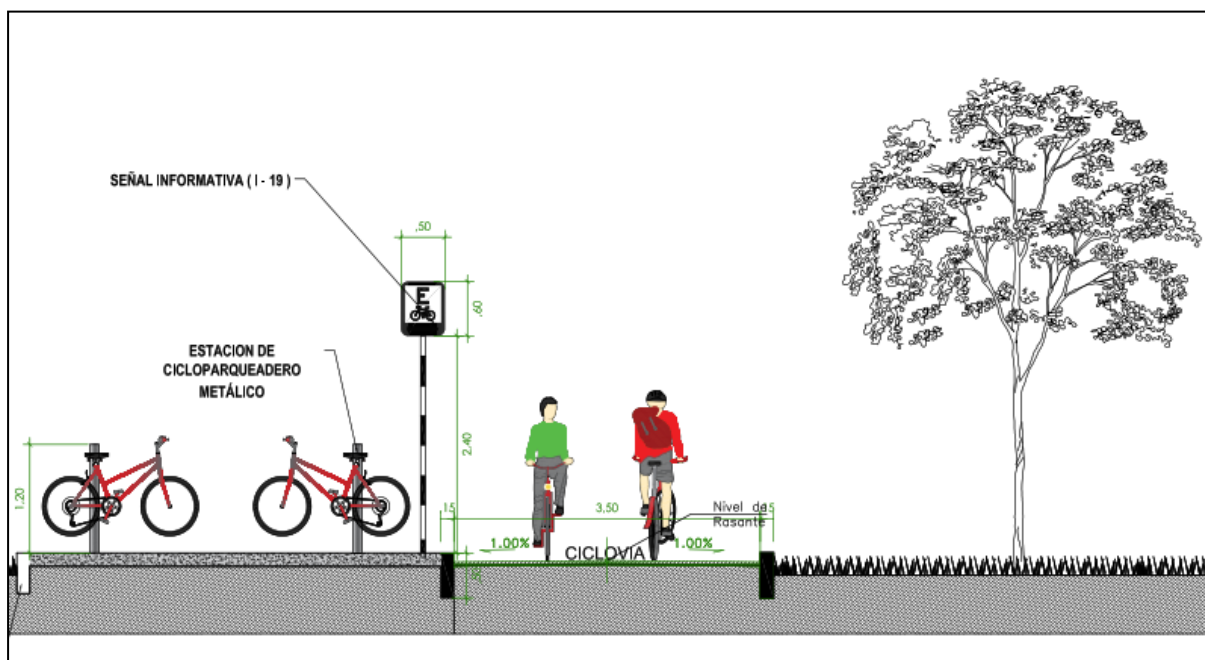 SEÑAL INFORMATIVA ( I - 19 )
,50
E
,60
ESTACION DE
CICLOPARQUEADERO
METÁLICO
2.40
1,20
15
3,50
15
Nivel de
Rasante
1.00%
CICLOVIA
1.00%